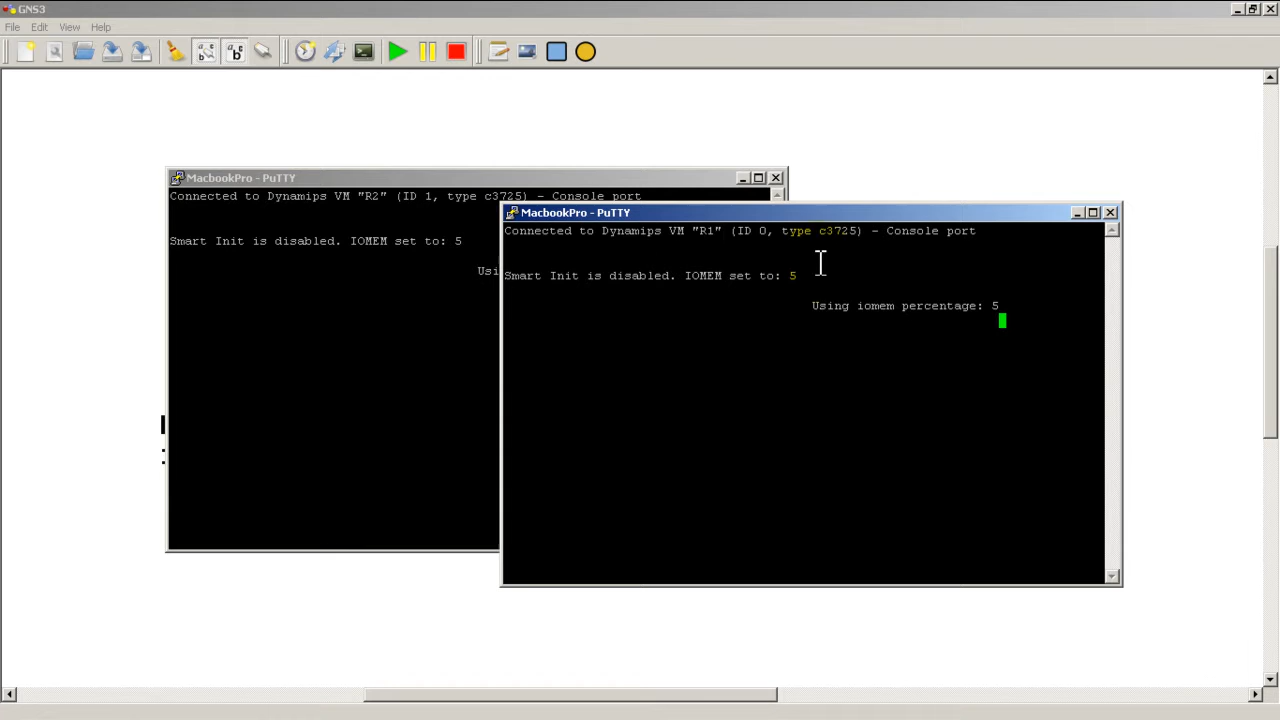 GNS3
File Edit View Help
MacbookPro - PuTTY
Connected to Dynamips VM "R2" (ID 1, type c3725) - Console port
Smart Init is disabled. IOMEM set to: 5
Usi
MacbookPro - PuTTY
Connected to Dynamips VM "R1" (ID 0, type c3725) - Console port
Smart Init is disabled. IOMEM set to: 5
Using iomem percentage: 5